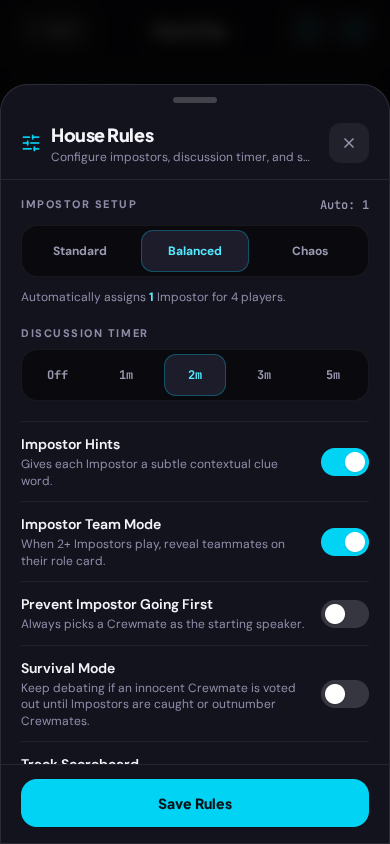 House Rules
Configure impostors, discussion timer, and s...
IMPOSTOR SETUP
Auto: 1
Standard
Balanced
Chaos
Automatically assigns 1 Impostor for 4 players.
DISCUSSION TIMER
Off
1m
2m
3m
5m
Impostor Hints
Gives each Impostor a subtle contextual clue
word.
Impostor Team Mode
When 2+ Impostors play, reveal teammates on
their role card.
Prevent Impostor Going First
Always picks a Crewmate as the starting speaker.
Survival Mode
Keep debating if an innocent Crewmate is voted
out until Impostors are caught or outnumber
Crewmates.
Track Scoreboard
Save Rules